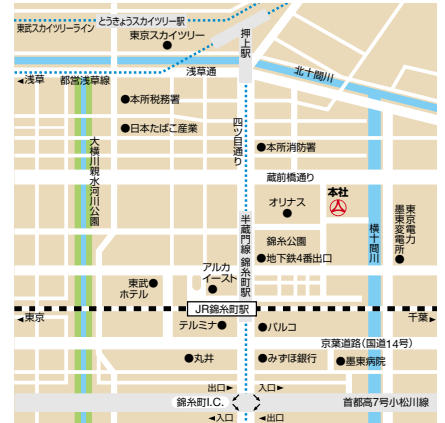 とうきょうスカイツリー駅
東武スカイツリーライン
東京スカイツリー
押上駅
◄浅草
都営浅草線
浅草通
北十間川
●本所税務署
●日本たばこ産業
四ツ目通り
●本所消防署
大横川親水河川公園
蔵前橋通り
本社
オリナス
半蔵門線 錦糸町駅
錦糸公園
●地下鉄4番出口
横十間川
東京電力
墨東変電所
アルカ
イースト
東武
ホテル
JR錦糸町駅
◄東京
千葉►
テルミナ
パルコ
京葉道路(国道14号)
●丸井
●みずほ銀行
●墨東病院
出口►
入口►
錦糸町I.C.
首都高7号小松川線
◄入口
◄出口